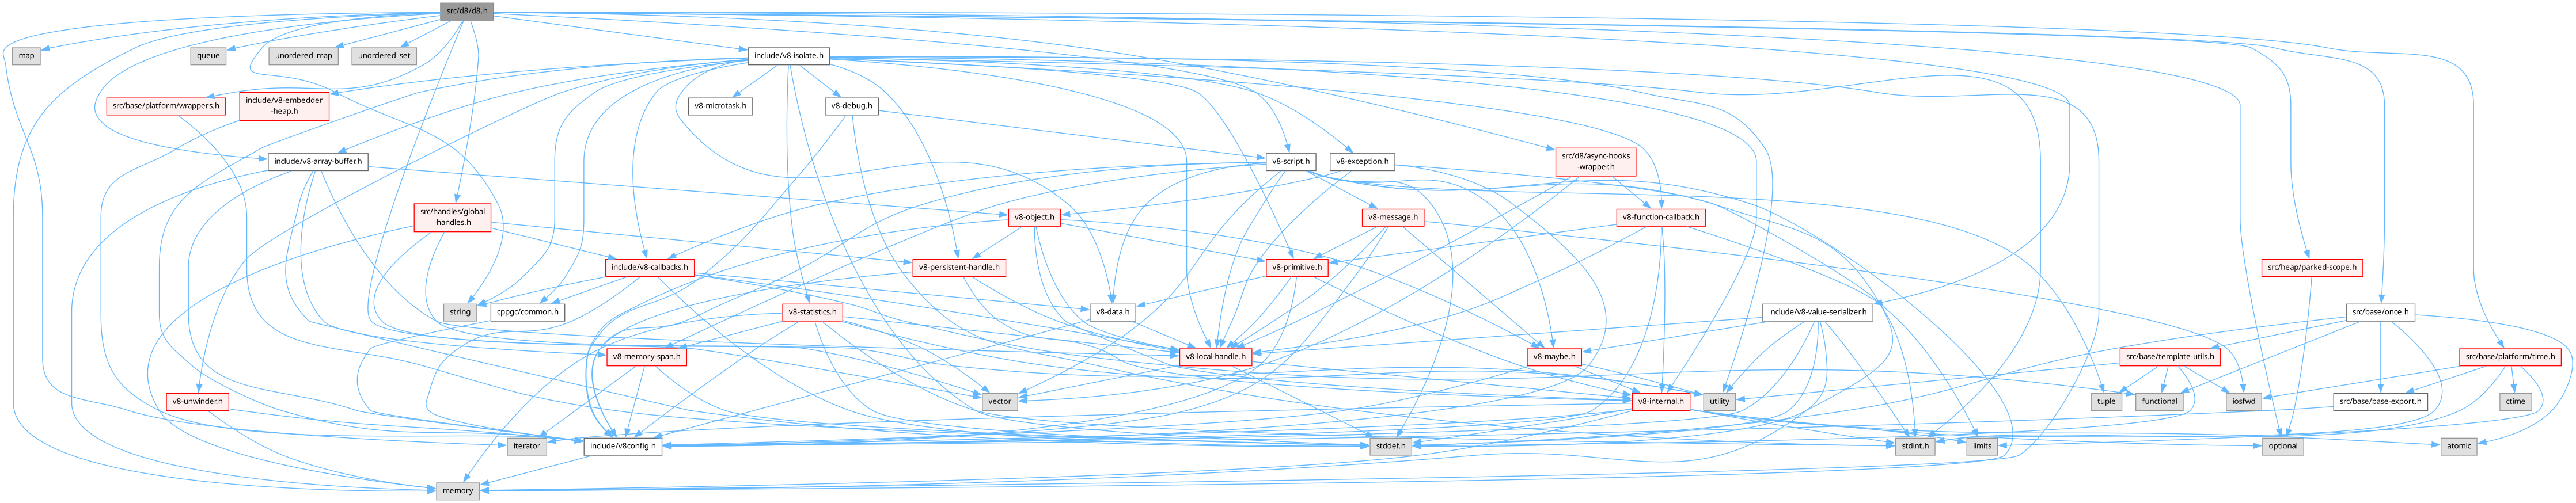 src/d8/d8.h
map
queue
unordered_map
unordered_set
include/v8-isolate.h
src/base/platform/wrappers.h
include/v8-embedder
-heap.h
v8-microtask.h
v8-debug.h
include/v8-array-buffer.h
v8-script.h
v8-exception.h
src/d8/async-hooks
-wrapper.h
src/handles/global
-handles.h
v8-object.h
v8-message.h
v8-function-callback.h
include/v8-callbacks.h
v8-persistent-handle.h
v8-primitive.h
src/heap/parked-scope.h
string
cppgc/common.h
v8-statistics.h
v8-data.h
include/v8-value-serializer.h
src/base/once.h
v8-memory-span.h
v8-local-handle.h
v8-maybe.h
src/base/template-utils.h
src/base/platform/time.h
v8-unwinder.h
vector
v8-internal.h
utility
tuple
functional
iosfwd
src/base/base-export.h
ctime
iterator
include/v8config.h
stddef.h
stdint.h
limits
optional
atomic
memory